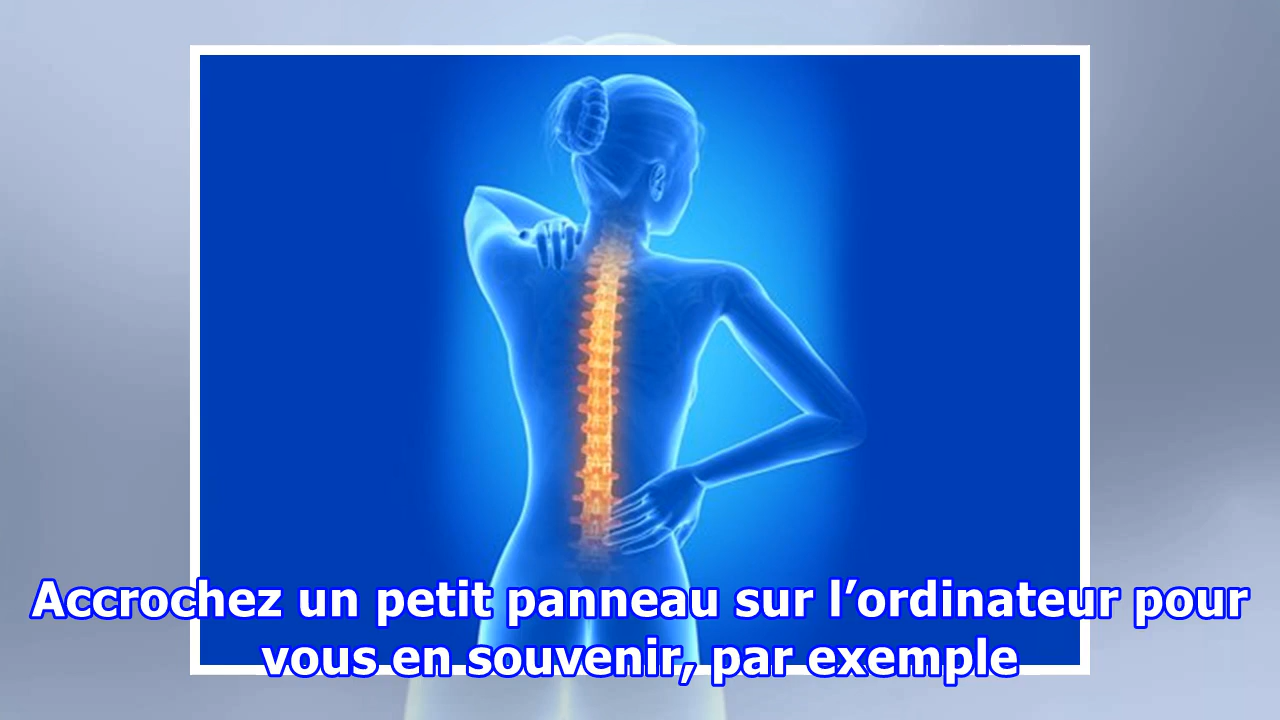 Accrochez un petit panneau sur l’ordinateur pour
vous en souvenir, par exemple